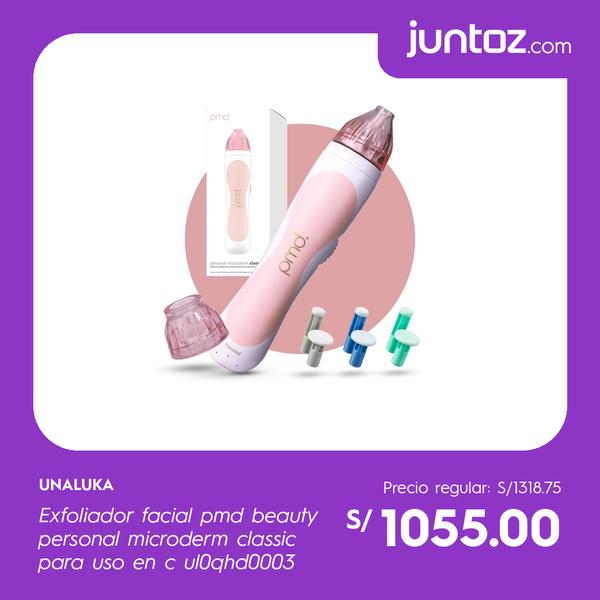 juntoz.com
pmd.
personal microderm classic
pmd.
UNALUKA
Exfoliador facial pmd beauty
personal microderm classic
para uso en c ul0qhd0003
Precio regular: S/1318.75
S/ 1055.00